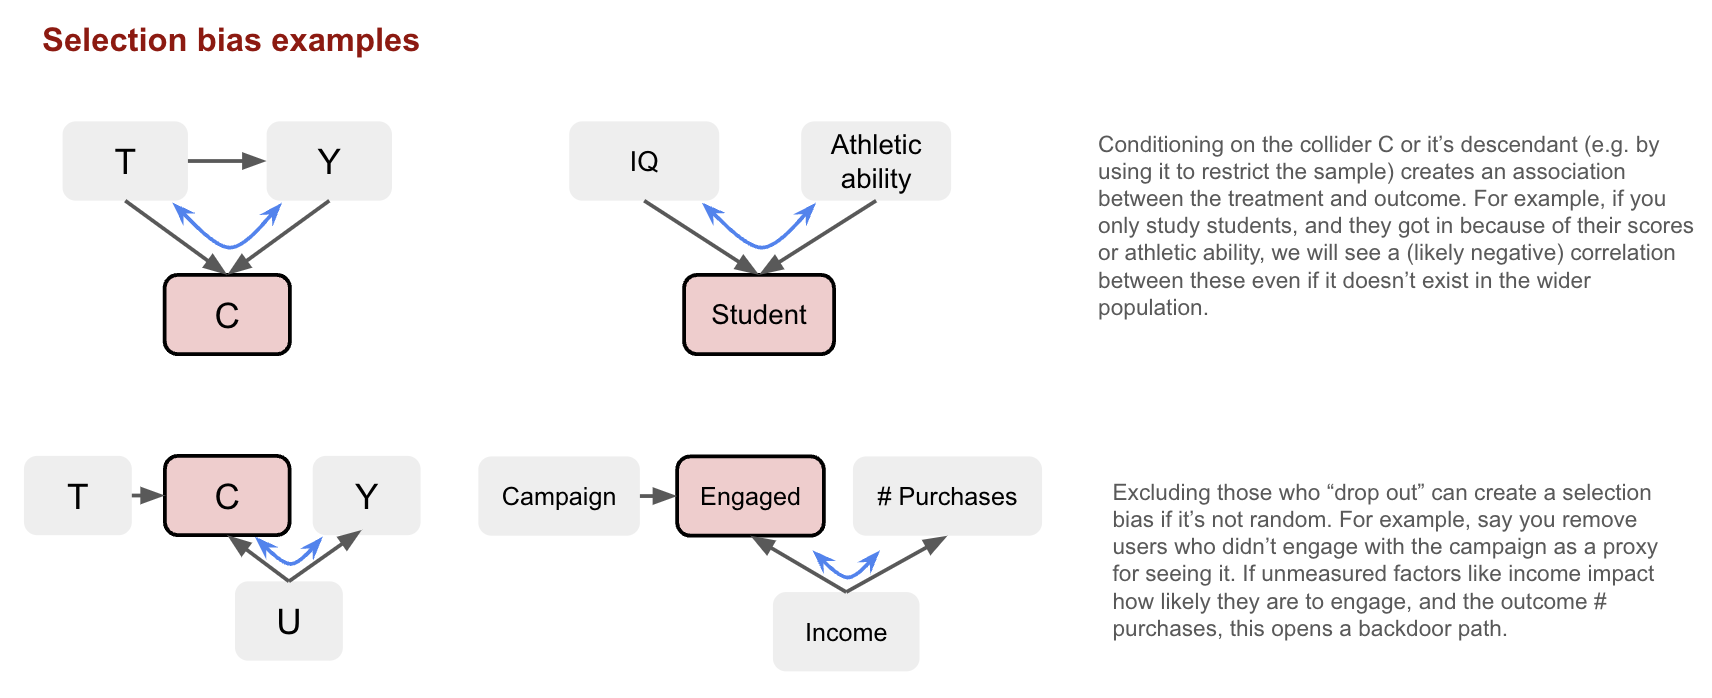 Selection bias examples
T
Y
C
IQ
Athletic
ability
Student
Conditioning on the collider C or it’s descendant (e.g. by
using it to restrict the sample) creates an association
between the treatment and outcome. For example, if you
only study students, and they got in because of their scores
or athletic ability, we will see a (likely negative) correlation
between these even if it doesn’t exist in the wider
population.
T
C
Y
U
Campaign
Engaged
# Purchases
Income
Excluding those who “drop out” can create a selection
bias if it’s not random. For example, say you remove
users who didn’t engage with the campaign as a proxy
for seeing it. If unmeasured factors like income impact
how likely they are to engage, and the outcome #
purchases, this opens a backdoor path.